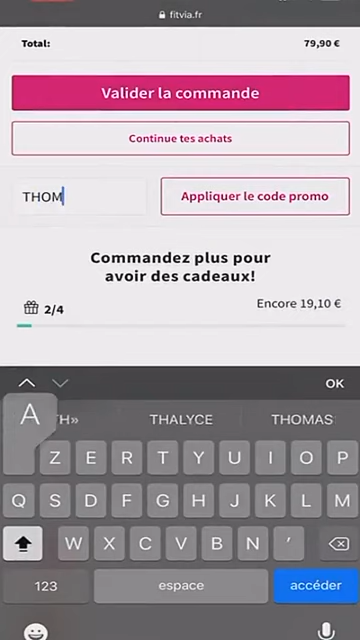 fitvia.fr
Total: 79,90 €
Valider la commande
Continue tes achats
THOM Appliquer le code promo
Commandez plus pour
avoir des cadeaux!
2/4 Encore 19,10 €
OK
TH» THALYCE THOMAS
A Z E R T Y U I O P
Q S D F G H J K L M
W X C V B N ’
123 espace accéder